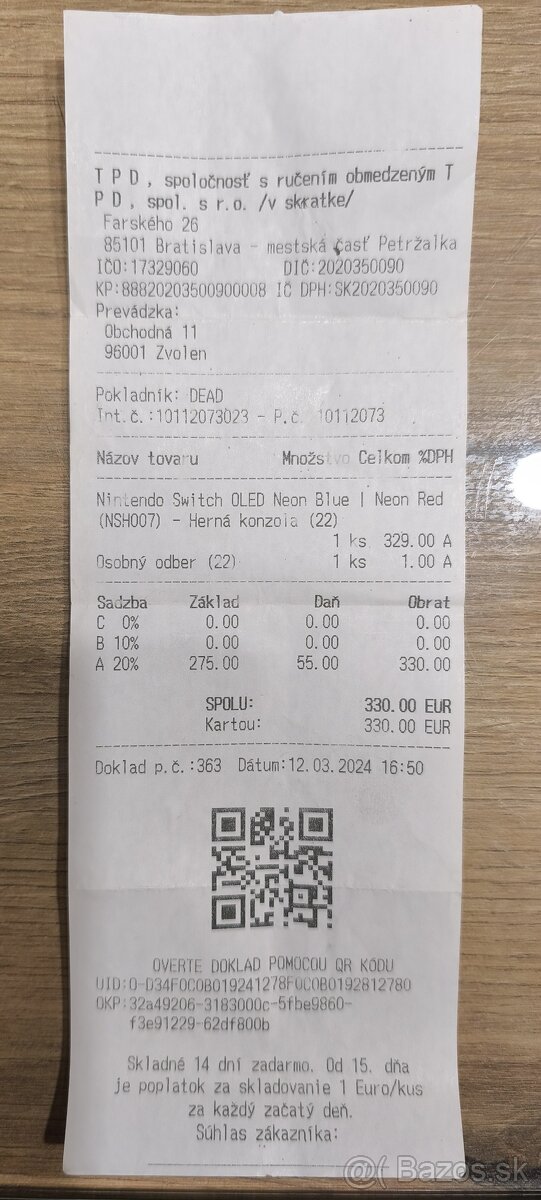 T P D , spoločnosť s ručením obmedzeným T
P D , spol. s r.o. /v skratke/
Farského 26
85101 Bratislava - mestská časť Petržalka
IČO:17329060 DIČ:2020350090
KP:88820203500900008 IČ DPH:SK2020350090
Prevádzka:
Obchodná 11
96001 Zvolen
Pokladník: DEAD
Int.č.:10112073023 - P.č. 10112073
Názov tovaru Množstvo Celkom %DPH
Nintendo Switch OLED Neon Blue | Neon Red
(NSH007) - Herná konzola (22)
1 ks 329.00 A
Osobný odber (22) 1 ks 1.00 A
Sadzba Základ Daň Obrat
C 0% 0.00 0.00 0.00
B 10% 0.00 0.00 0.00
A 20% 275.00 55.00 330.00
SPOLU: 330.00 EUR
Kartou: 330.00 EUR
Doklad p.č.:363 Dátum:12.03.2024 16:50
OVERTE DOKLAD POMOCOU QR KÓDU
UID:O-D34F0C0B019241278F0C0B0192812780
OKP:32a49206-3183000c-5fbe9860-
f3e91229-62df800b
Skladné 14 dní zadarmo. Od 15. dňa
je poplatok za skladovanie 1 Euro/kus
za každý začatý deň.
Súhlas zákazníka:
@ Bazos.sk